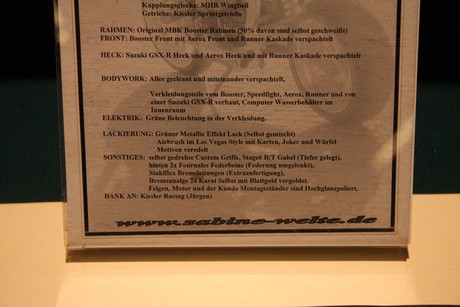 Kupplungsglocke: MHR Wingbell
Getriebe: Kiesler Sprintgetriebe
RAHMEN: Original MBK Booster Rahmen (50% davon sind selbst geschweißt)
FRONT: Booster Front mit Aerox Front und Runner Kaskade verspachtelt
HECK: Suzuki GSX-R Heck und Aerox Heck und mit Runner Kaskade verspachtelt
BODYWORK: Alles gecleant und miteinander verspachtelt,
Verkleidungsteile vom Booster, Speedfight, Aerox, Runner und von
einer Suzuki GSX-R verbaut, Computer Wasserbehälter im
Innenraum
ELEKTRIK: Grüne Beleuchtung in der Verkleidung.
LACKIERUNG: Grüner Metallic Effekt Lack (Selbst gemischt)
Airbrush im Las Vegas Style mit Karten, Joker und Würfel
Motiven veredelt
SONSTIGES: selbst gedrehte Custom Griffe, Stage6 R/T Gabel (Tiefer gelegt),
hinten 2x Fournales Federbeine (Federung umgelenkt),
Stahlflex Bremsleitungen (Extraanfertigung),
Bremsanalge 24 Karat Selbst mit Blattgold vergoldet.
Felgen, Motor und der Kundo Montageständer sind Hochglanzpoliert.
DANK AN: Kiesler Racing (Jürgen)
www.sabine-welte.de